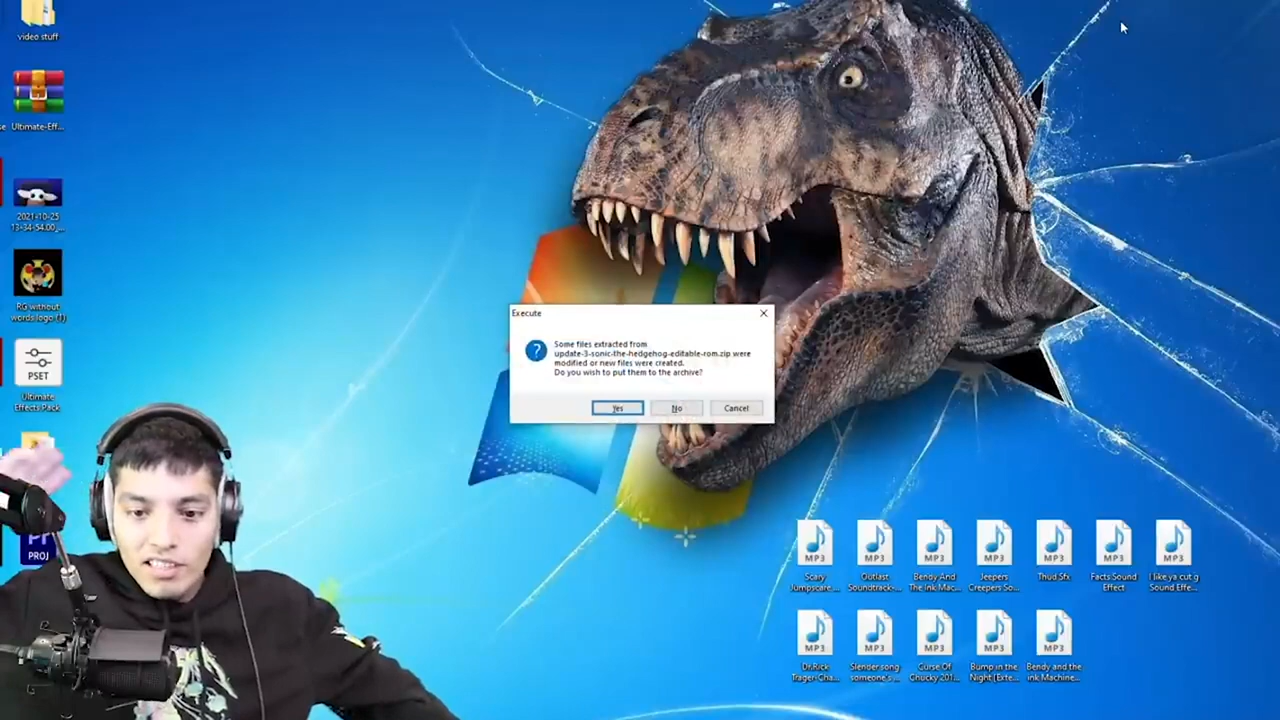 video stuff
Ultimate-Eff...
2021-10-25
13-34-54.00_...
RG without
words logo (1)
PSET
Ultimate
Effects Pack
PROJ
Execute
Some files extracted from
update-3-sonic-the-hedgehog-editable-rom.zip were
modified or new files were created.
Do you wish to put them to the archive?
Yes
No
Cancel
MP3
MP3
MP3
MP3
MP3
MP3
MP3
Scary
Jumpscare ...
Outlast
Soundtrack-...
Bendy And
The Ink Mac...
Jeepers
Creepers So...
Thud Sfx
Facts Sound
Effect
I like ya cut g
Sound Effe...
MP3
MP3
MP3
MP3
MP3
Dr.Rick
Trager-Cha...
Slender song
someone's ...
Curse Of
Chucky 201...
Bump in the
Night (Exte...
Bendy and the
ink Machine...